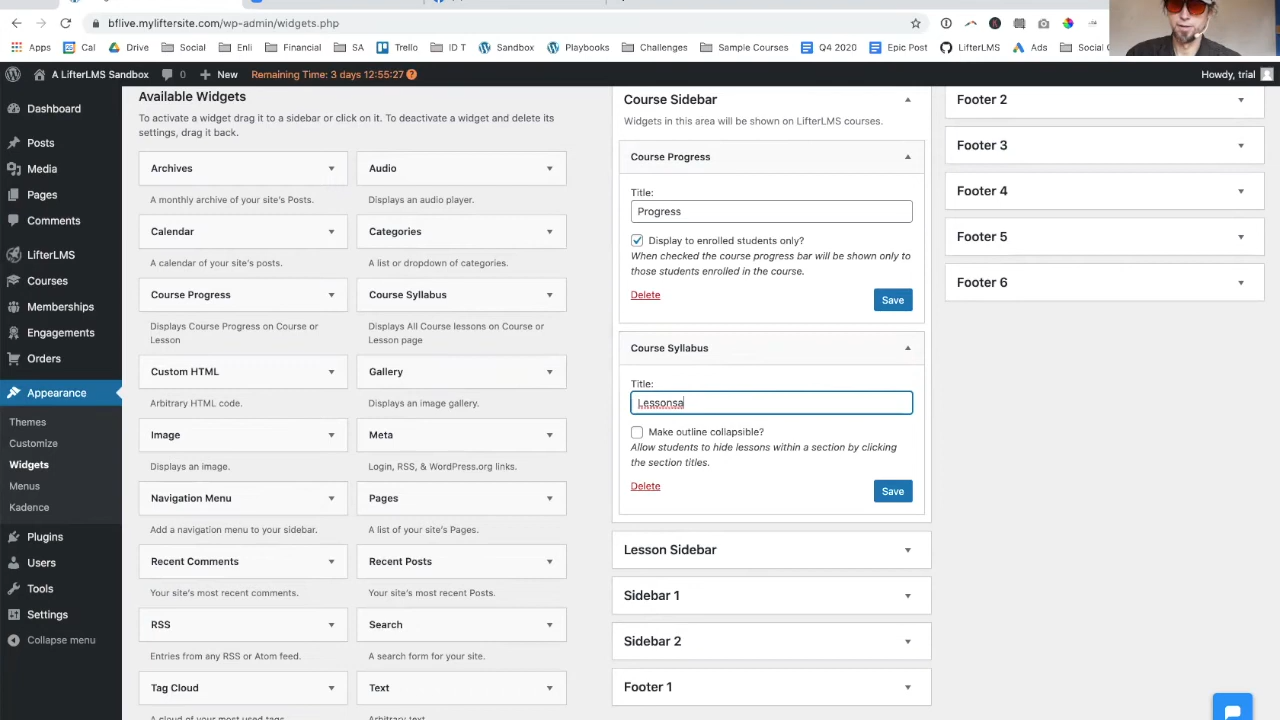 bflive.myliftersite.com/wp-admin/widgets.php
Apps Cal Drive Social Enli Financial SA Trello ID T Sandbox Playbooks Challenges Sample Courses Q4 2020 Epic Post LifterLMS Ads Social
A LifterLMS Sandbox 0 New Remaining Time: 3 days 12:55:27 Howdy, trial
Dashboard
Posts
Media
Pages
Comments
LifterLMS
Courses
Memberships
Engagements
Orders
Appearance
Themes
Customize
Widgets
Menus
Kadence
Plugins
Users
Tools
Settings
Collapse menu
Available Widgets
To activate a widget drag it to a sidebar or click on it. To deactivate a widget and delete its
settings, drag it back.
Archives
A monthly archive of your site's Posts.
Audio
Displays an audio player.
Calendar
A calendar of your site's posts.
Categories
A list or dropdown of categories.
Course Progress
Displays Course Progress on Course or
Lesson
Course Syllabus
Displays All Course lessons on Course or
Lesson page
Custom HTML
Arbitrary HTML code.
Gallery
Displays an image gallery.
Image
Displays an image.
Meta
Login, RSS, & WordPress.org links.
Navigation Menu
Add a navigation menu to your sidebar.
Pages
A list of your site's Pages.
Recent Comments
Your site's most recent comments.
Recent Posts
Your site's most recent Posts.
RSS
Entries from any RSS or Atom feed.
Search
A search form for your site.
Tag Cloud
A cloud of your most used tags.
Text
Arbitrary text.
Course Sidebar
Widgets in this area will be shown on LifterLMS courses.
Course Progress
Title:
Progress
Display to enrolled students only?
When checked the course progress bar will be shown only to
those students enrolled in the course.
Delete
Save
Course Syllabus
Title:
Lessonsa
Make outline collapsible?
Allow students to hide lessons within a section by clicking
the section titles.
Delete
Save
Lesson Sidebar
Sidebar 1
Sidebar 2
Footer 1
Footer 2
Footer 3
Footer 4
Footer 5
Footer 6